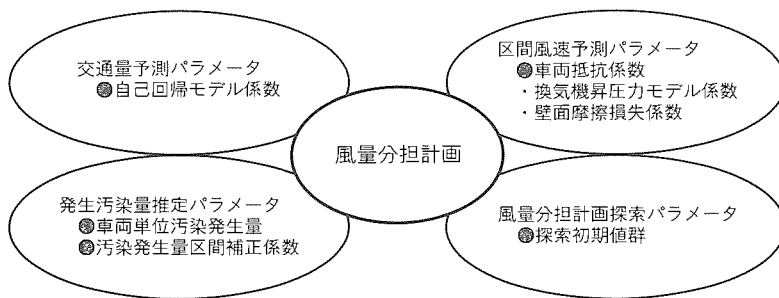 交通量予測パラメータ
●自己回帰モデル係数
区間風速予測パラメータ
●車両抵抗係数
・換気機昇圧力モデル係数
・壁面摩擦損失係数
風量分担計画
発生汚染量推定パラメータ
●車両単位汚染発生量
●汚染発生量区間補正係数
風量分担計画探索パラメータ
●探索初期値群